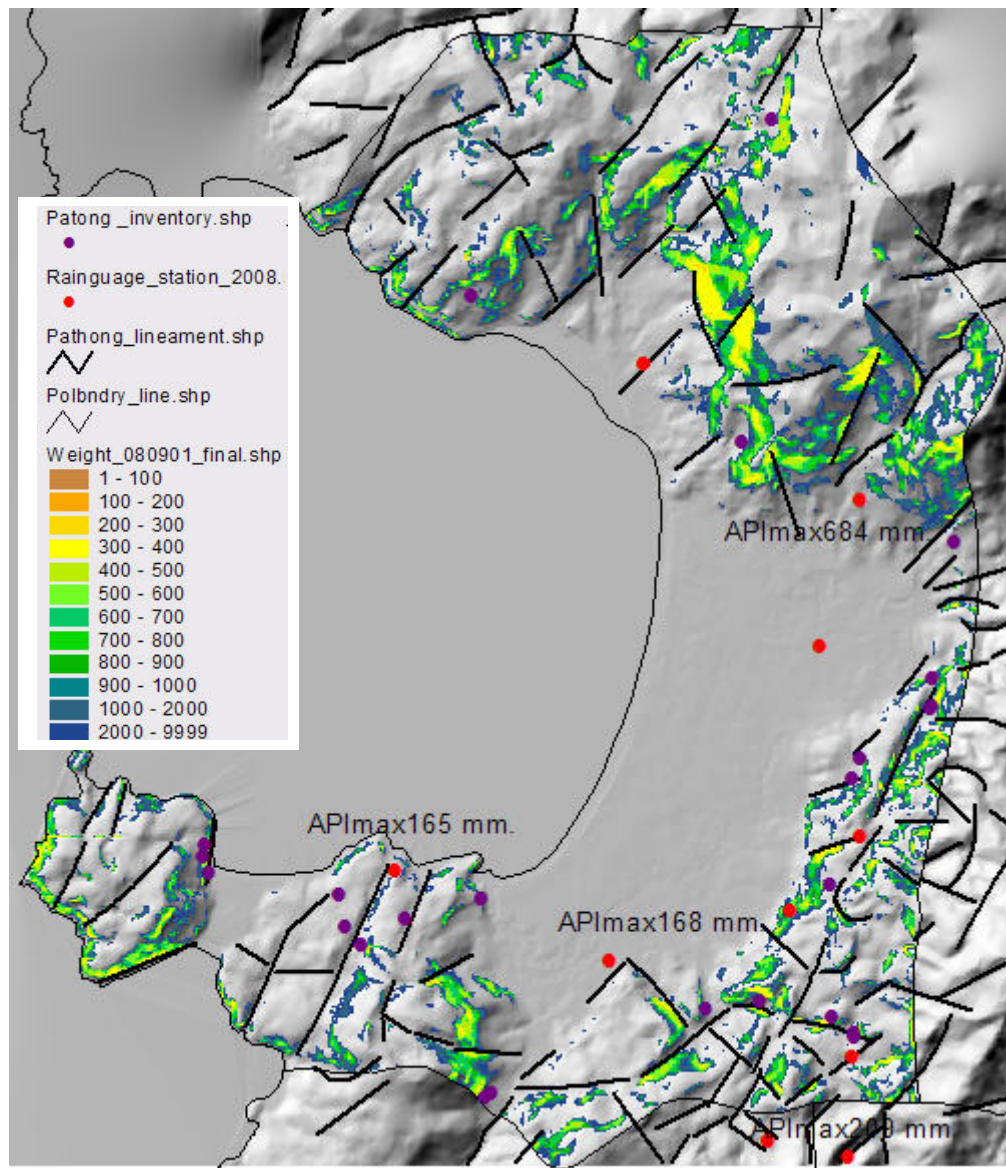 Patong _inventory.shp
Rainguage_station_2008.
Pathong_lineament.shp
Polbndry_line.shp
Weight_080901_final.shp
1 - 100
100 - 200
200 - 300
300 - 400
400 - 500
500 - 600
600 - 700
700 - 800
800 - 900
900 - 1000
1000 - 2000
2000 - 9999
APImax684 mm.
APImax165 mm.
APImax168 mm.
APImax209 mm.